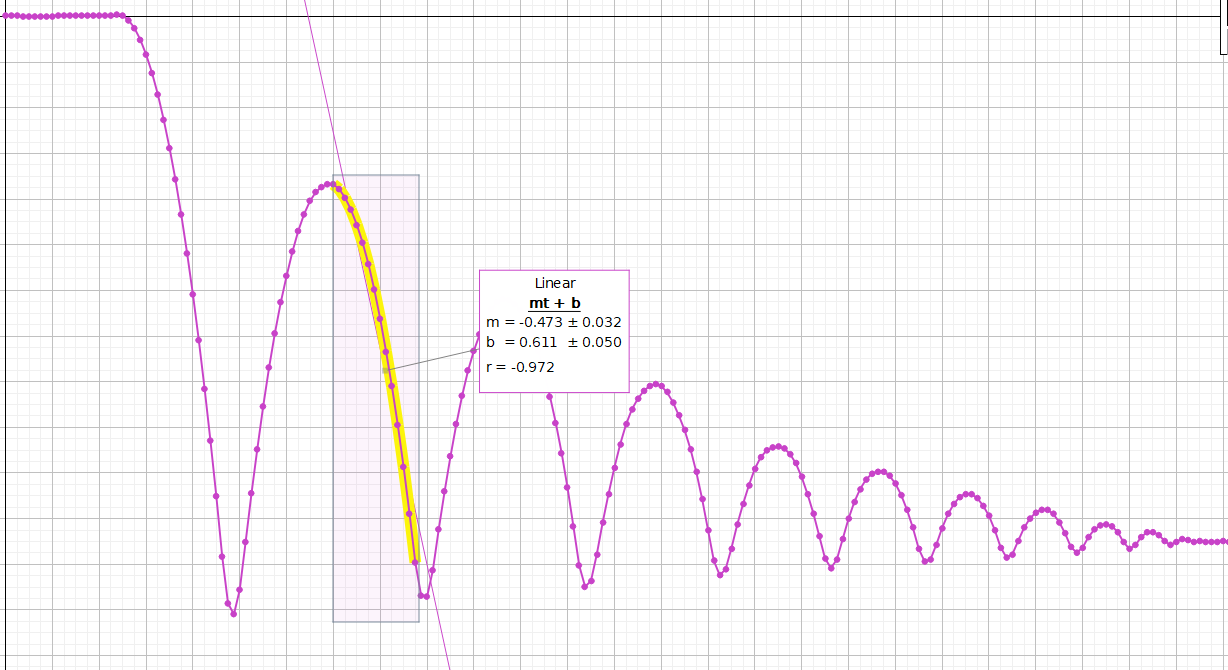 Linear
mt + b
m = -0.473 ± 0.032
b = 0.611 ± 0.050
r = -0.972